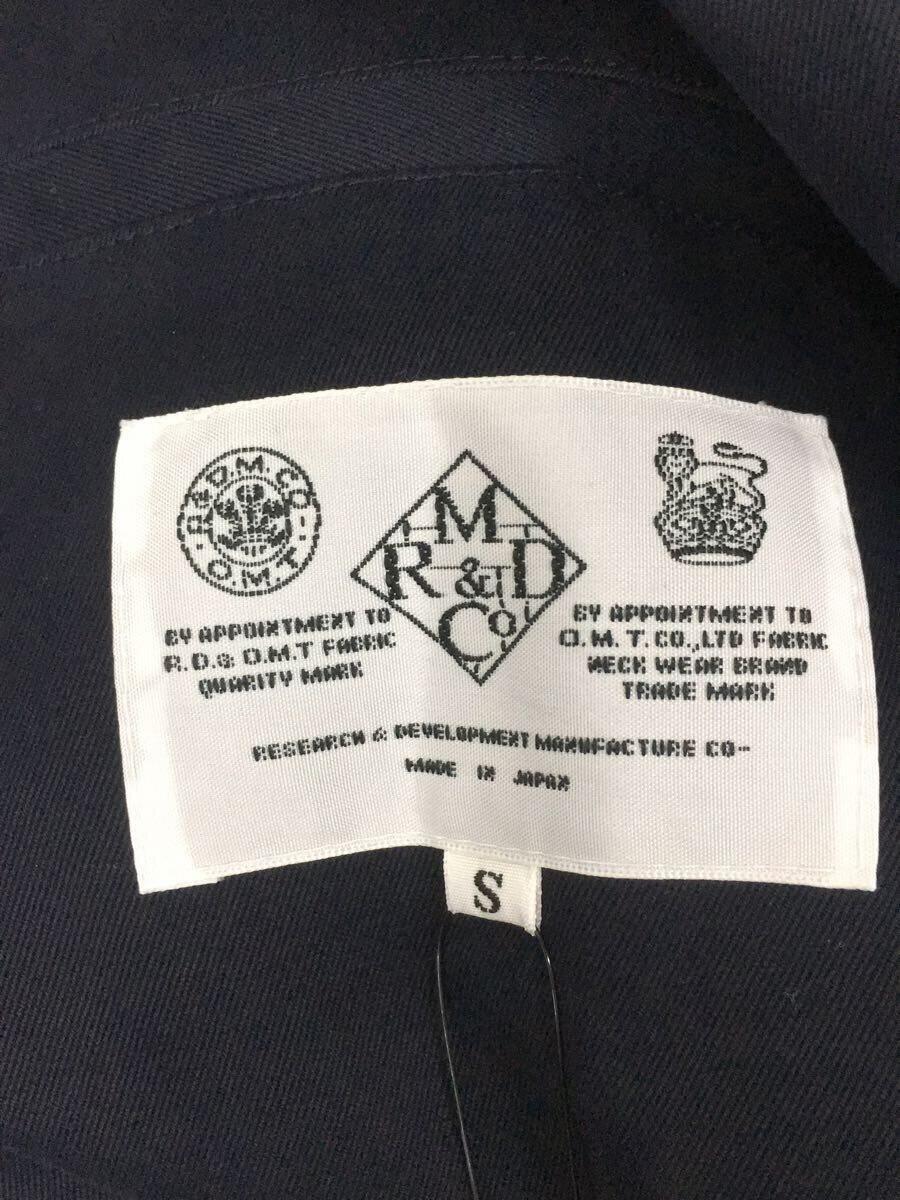 R&D.M.CO.
O.M.T.
M
R & D
Co
BY APPOINTMENT TO
R.D.& O.M.T FABRIC
QUARITY MARK
BY APPOINTMENT TO
O.M.T.CO.,LTD FABRIC
NECK WEAR BRAND
TRADE MARK
RESEARCH & DEVELOPMENT MANUFACTURE CO-
MADE IN JAPAN
S